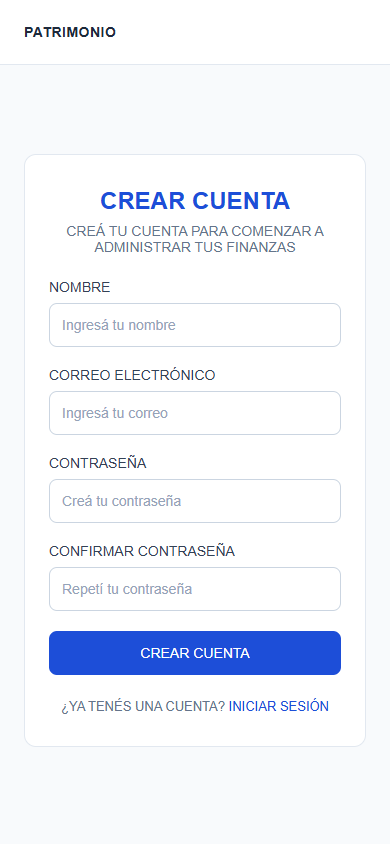 PATRIMONIO
CREAR CUENTA
CREÁ TU CUENTA PARA COMENZAR A
ADMINISTRAR TUS FINANZAS
NOMBRE
Ingresá tu nombre
CORREO ELECTRÓNICO
Ingresá tu correo
CONTRASEÑA
Creá tu contraseña
CONFIRMAR CONTRASEÑA
Repetí tu contraseña
CREAR CUENTA
¿YA TENÉS UNA CUENTA? INICIAR SESIÓN